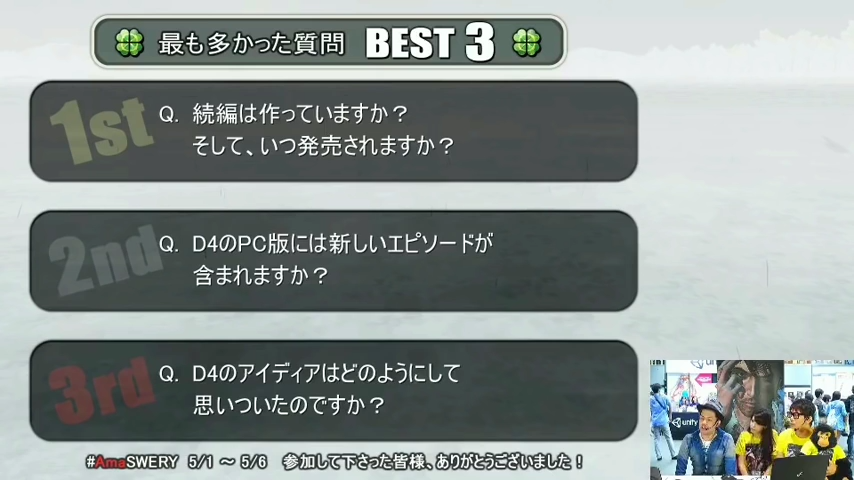 最も多かった質問 BEST 3
1st
Q. 続編は作っていますか？
そして、いつ発売されますか？
2nd
Q. D4のPC版には新しいエピソードが
含まれますか？
3rd
Q. D4のアイディアはどのようにして
思いついたのですか？
#AmaSWERY 5/1 ～ 5/6 参加して下さった皆様、ありがとうございました！
unity